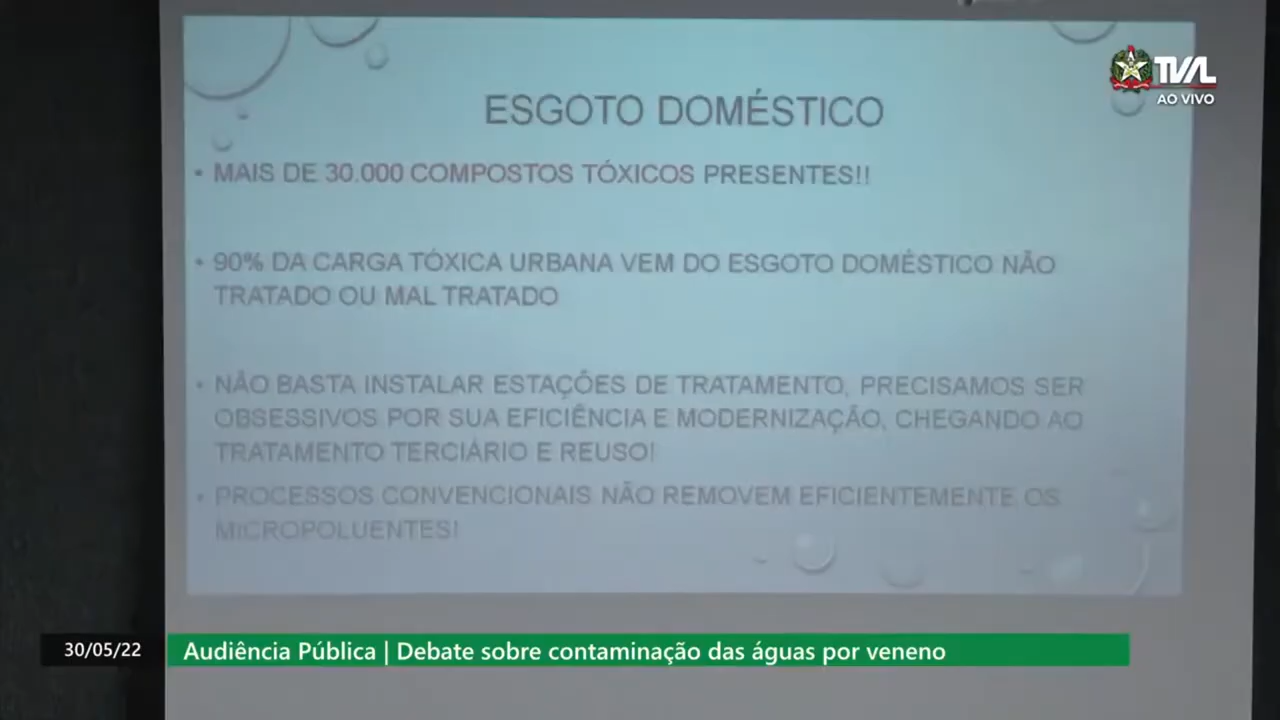 TVAL
AO VIVO
ESGOTO DOMÉSTICO
• MAIS DE 30.000 COMPOSTOS TÓXICOS PRESENTES!!
• 90% DA CARGA TÓXICA URBANA VEM DO ESGOTO DOMÉSTICO NÃO
TRATADO OU MAL TRATADO
• NÃO BASTA INSTALAR ESTAÇÕES DE TRATAMENTO, PRECISAMOS SER
OBSESSIVOS POR SUA EFICIÊNCIA E MODERNIZAÇÃO, CHEGANDO AO
TRATAMENTO TERCIÁRIO E REUSO!
• PROCESSOS CONVENCIONAIS NÃO REMOVEM EFICIENTEMENTE OS
MICROPOLUENTES!
30/05/22
Audiência Pública | Debate sobre contaminação das águas por veneno